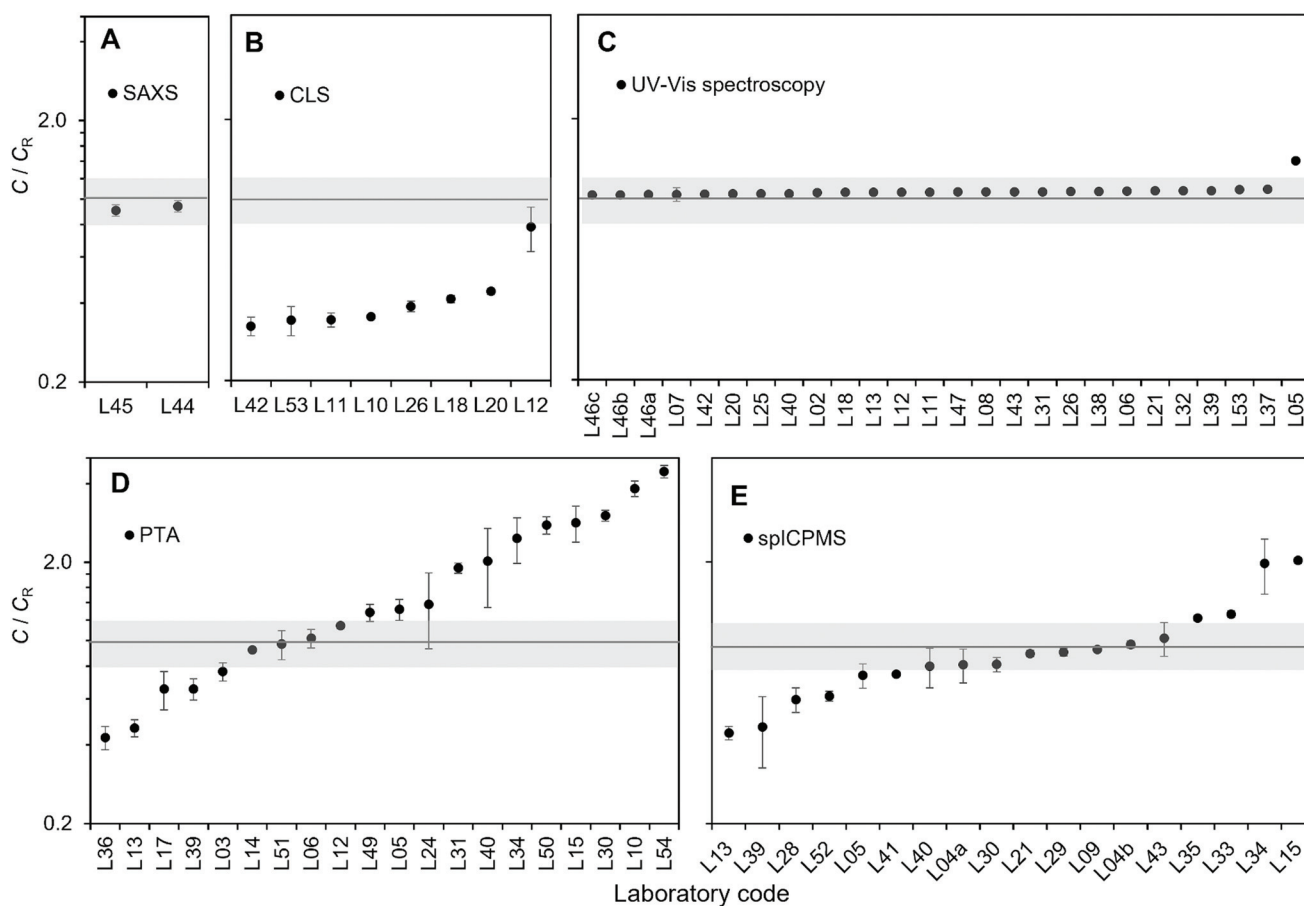 A
SAXS
B
CLS
C
UV-Vis spectroscopy
2.0
C / C_R
0.2
L45 L44
L42 L53 L11 L10 L26 L18 L20 L12
L46c L46b L46a L07 L42 L20 L25 L40 L02 L18 L13 L12 L11 L47 L08 L43 L31 L26 L38 L06 L21 L32 L39 L53 L37 L05
D
PTA
E
spICPMS
2.0
C / C_R
0.2
L36 L13 L17 L39 L03 L14 L51 L06 L12 L49 L05 L24 L31 L40 L34 L50 L15 L30 L10 L54
L13 L39 L28 L52 L05 L41 L40 L04a L30 L21 L29 L09 L04b L43 L35 L33 L34 L15
Laboratory code